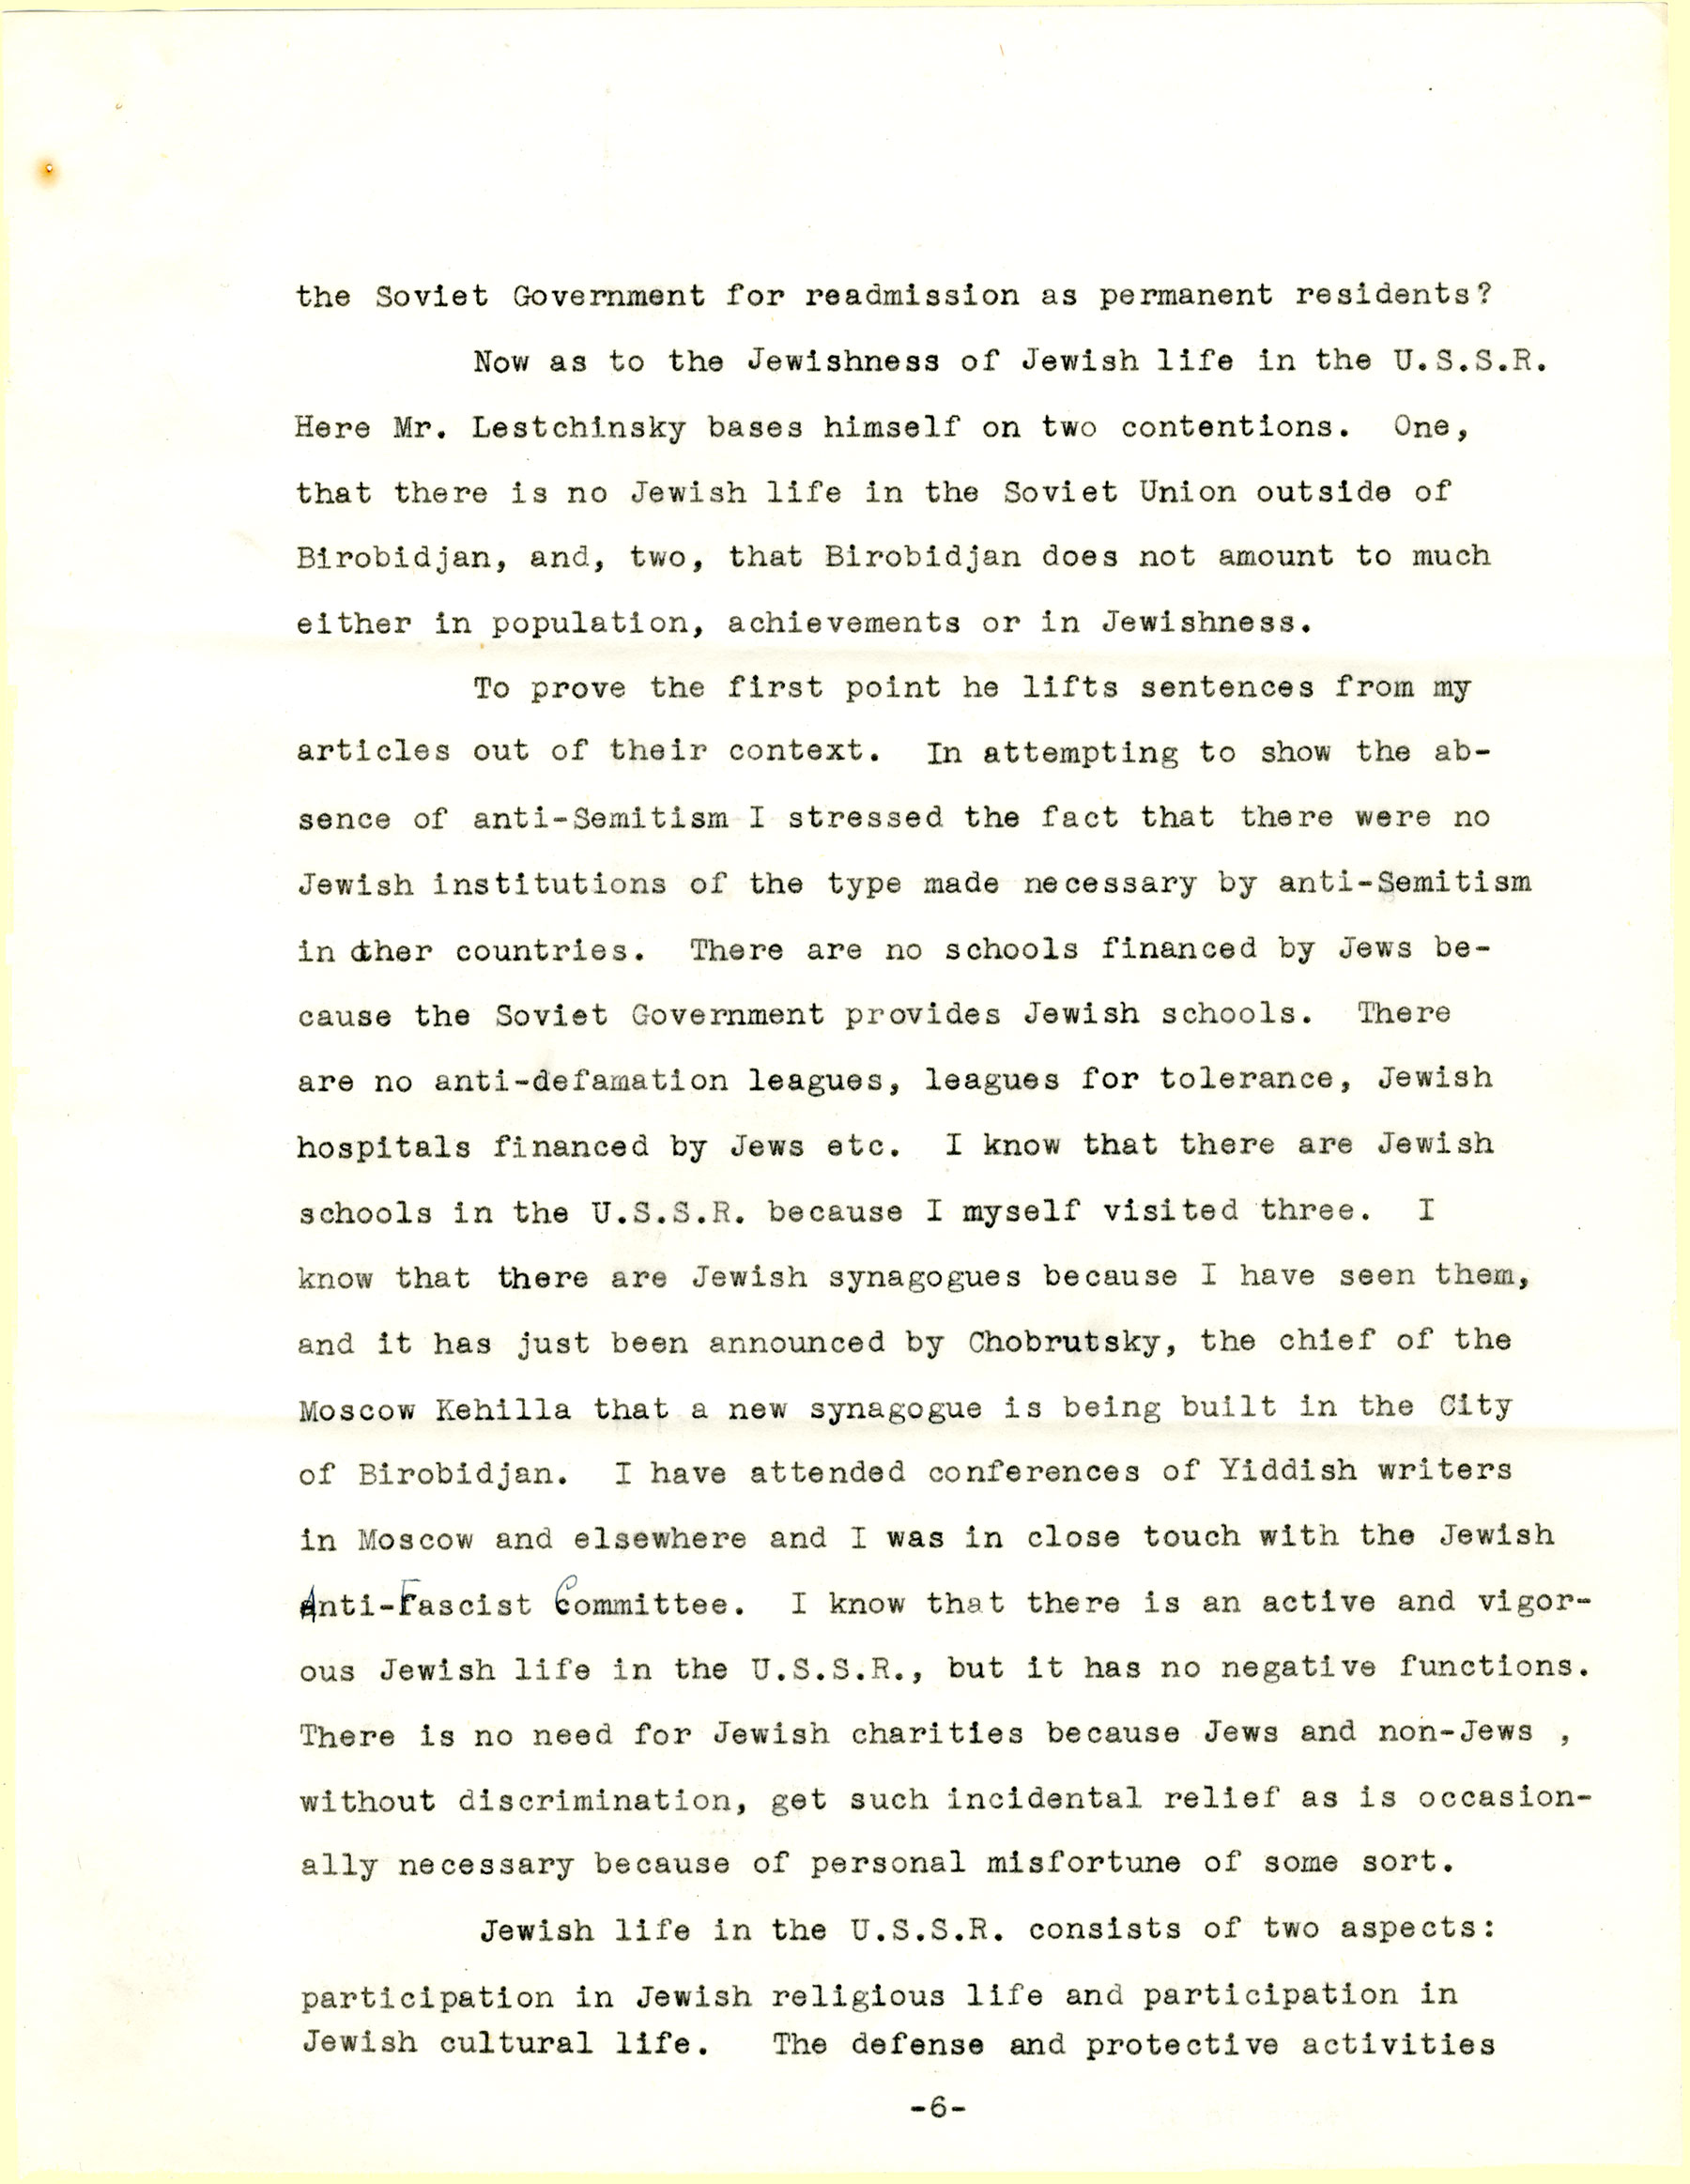 the Soviet Government for readmission as permanent residents?
Now as to the Jewishness of Jewish life in the U.S.S.R.
Here Mr. Lestchinsky bases himself on two contentions. One,
that there is no Jewish life in the Soviet Union outside of
Birobidjan, and, two, that Birobidjan does not amount to much
either in population, achievements or in Jewishness.
To prove the first point he lifts sentences from my
articles out of their context. In attempting to show the ab-
sence of anti-Semitism I stressed the fact that there were no
Jewish institutions of the type made necessary by anti-Semitism
in other countries. There are no schools financed by Jews be-
cause the Soviet Government provides Jewish schools. There
are no anti-defamation leagues, leagues for tolerance, Jewish
hospitals financed by Jews etc. I know that there are Jewish
schools in the U.S.S.R. because I myself visited three. I
know that there are Jewish synagogues because I have seen them,
and it has just been announced by Chobrutsky, the chief of the
Moscow Kehilla that a new synagogue is being built in the City
of Birobidjan. I have attended conferences of Yiddish writers
in Moscow and elsewhere and I was in close touch with the Jewish
Anti-Fascist Committee. I know that there is an active and vigor-
ous Jewish life in the U.S.S.R., but it has no negative functions.
There is no need for Jewish charities because Jews and non-Jews ,
without discrimination, get such incidental relief as is occasion-
ally necessary because of personal misfortune of some sort.
Jewish life in the U.S.S.R. consists of two aspects:
participation in Jewish religious life and participation in
Jewish cultural life. The defense and protective activities
-6-